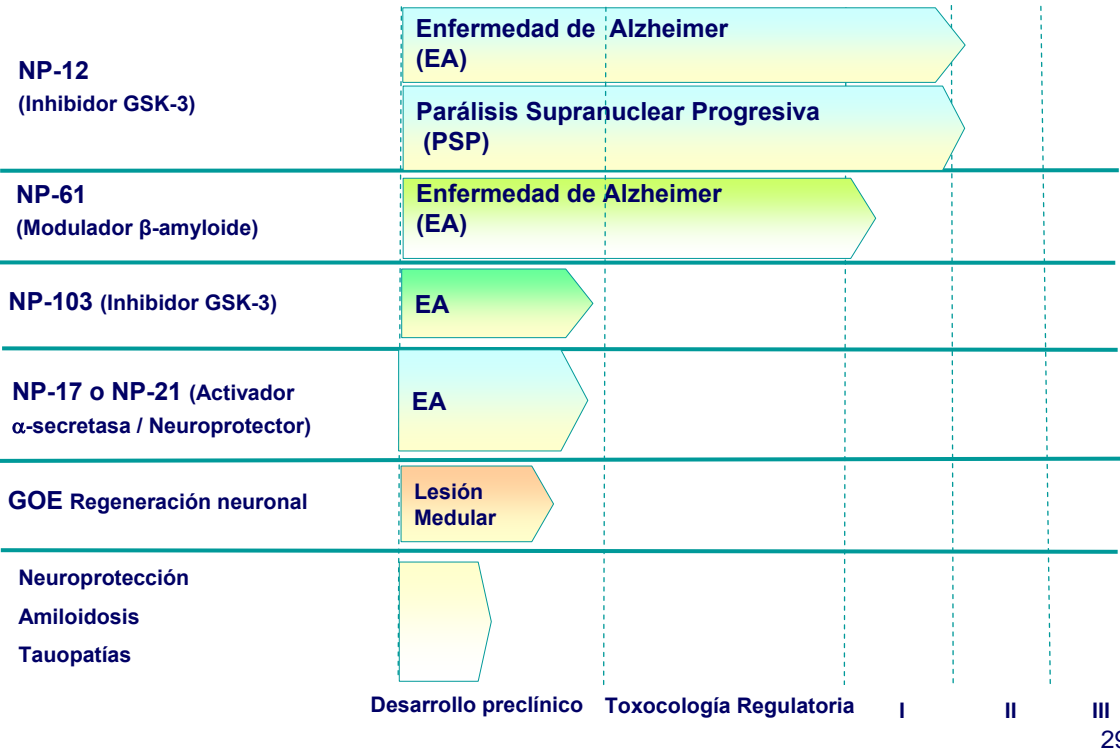 NP-12
(Inhibidor GSK-3)
Enfermedad de Alzheimer
(EA)
Parálisis Supranuclear Progresiva
(PSP)
NP-61
(Modulador β-amyloide)
Enfermedad de Alzheimer
(EA)
NP-103 (Inhibidor GSK-3)
EA
NP-17 o NP-21 (Activador
α-secretasa / Neuroprotector)
EA
GOE Regeneración neuronal
Lesión
Medular
Neuroprotección
Amiloidosis
Tauopatías
Desarrollo preclínico Toxocología Regulatoria I II III
29